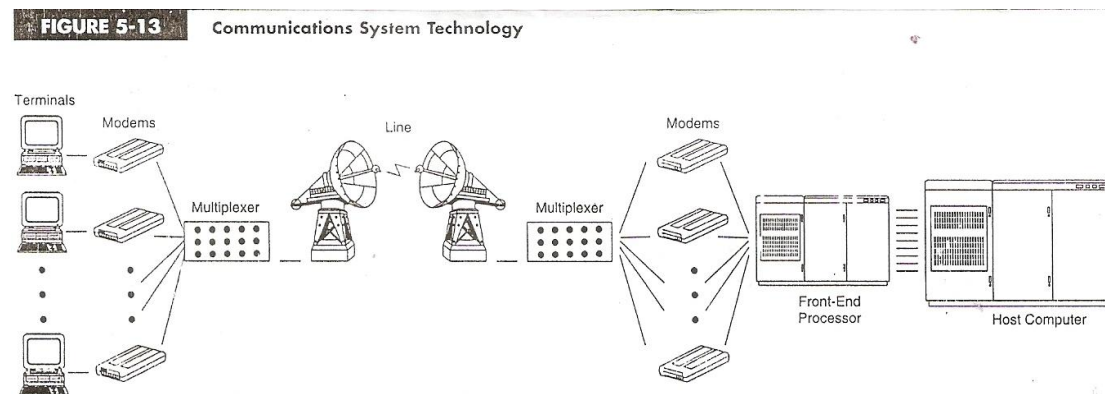 FIGURE 5-13
Communications System Technology
Terminals
Modems
Line
Modems
Multiplexer
Multiplexer
Front-End
Processor
Host Computer